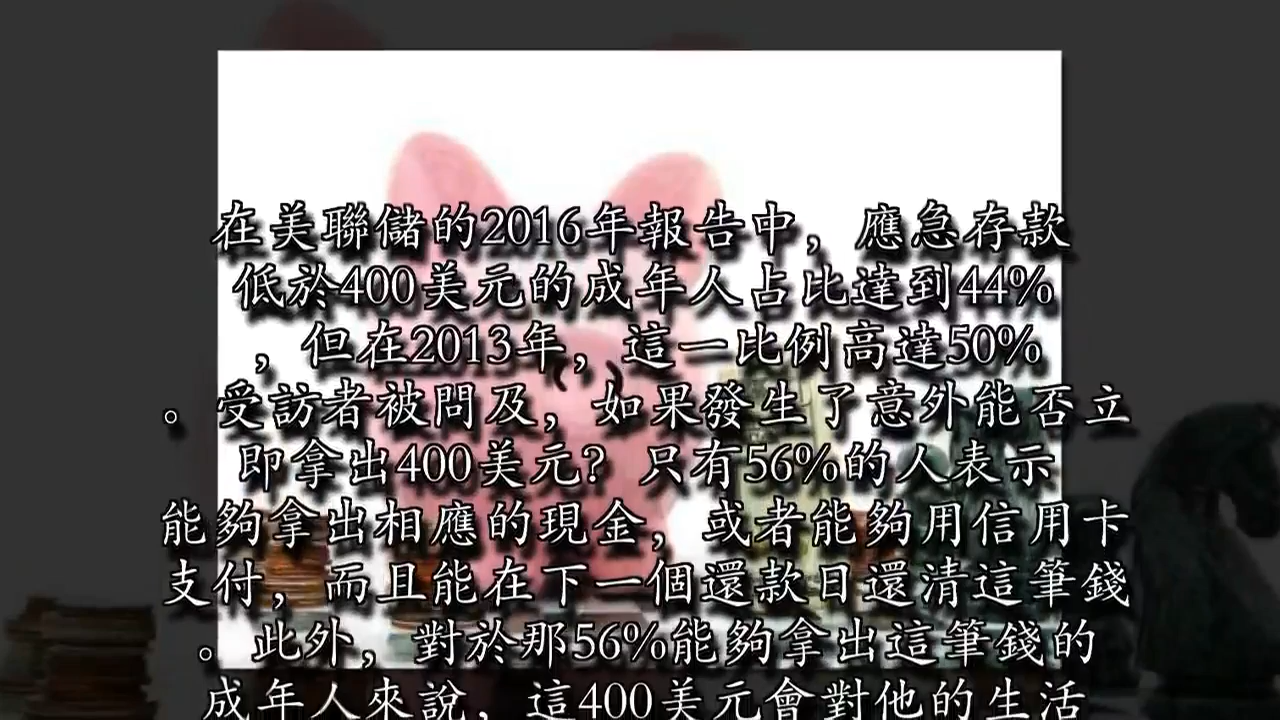 在美聯儲的2016年報告中，應急存款
低於400美元的成年人占比達到44%
，但在2013年，這一比例高達50%
。受訪者被問及，如果發生了意外能否立
即拿出400美元？只有56%的人表示
能夠拿出相應的現金，或者能夠用信用卡
支付，而且能在下一個還款日還清這筆錢
。此外，對於那56%能夠拿出這筆錢的
成年人來說，這400美元會對他的生活